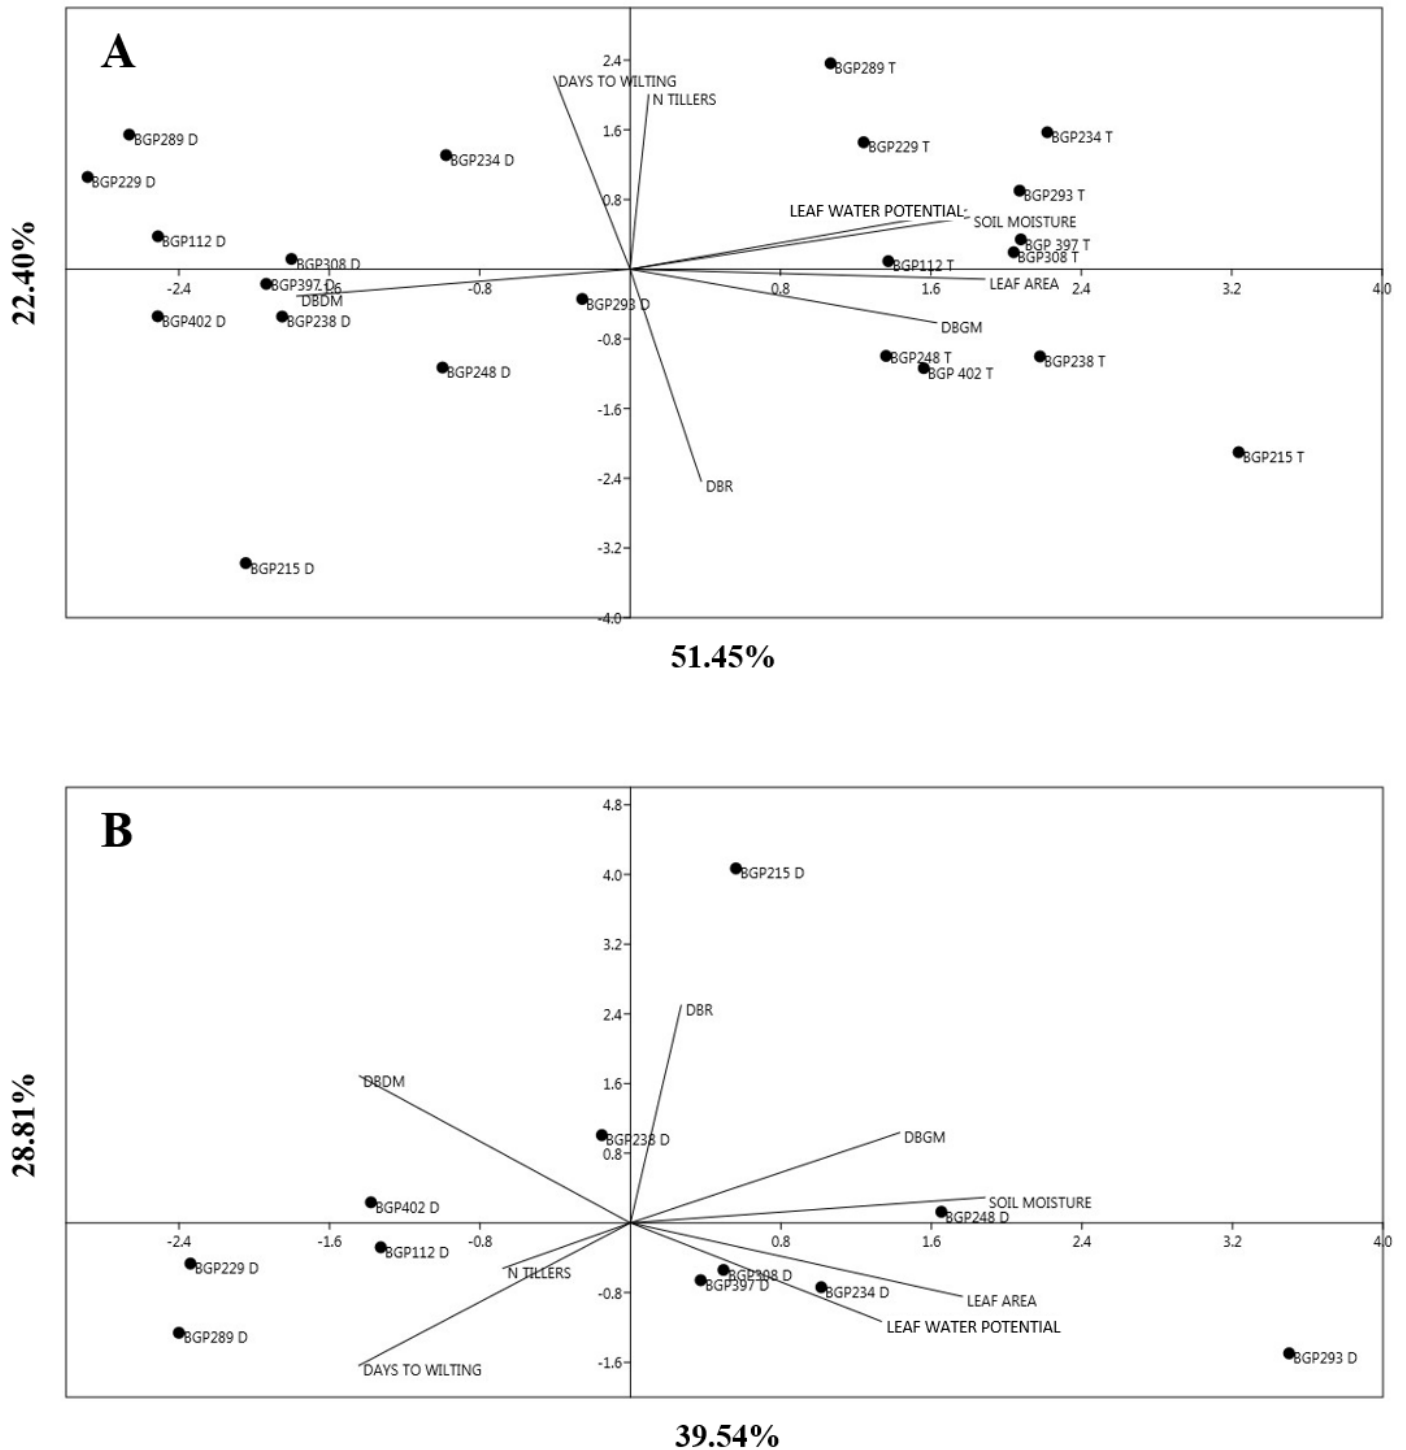 A
2.4
BGP289 T
DAYS TO WILTING
N TILLERS
BGP289 D
1.6
BGP234 T
BGP229 T
BGP234 D
BGP229 D
BGP293 T
0.8
LEAF WATER POTENTIAL
SOIL MOISTURE
BGP112 D
BGP 397 T
BGP308 T
BGP308 D
BGP112 T
-2.4
BGP397 D
-1.6
-0.8
0.8
1.6
LEAF AREA
2.4
3.2
4.0
DBDM
BGP293 D
BGP402 D
BGP238 D
DBGM
-0.8
BGP248 T
BGP238 T
BGP248 D
BGP 402 T
-1.6
BGP215 T
-2.4
DBR
-3.2
BGP215 D
-4.0
22.40%
51.45%
B
4.8
4.0
BGP215 D
3.2
2.4
DBR
1.6
DBDM
BGP238 D
DBGM
0.8
BGP402 D
SOIL MOISTURE
BGP248 D
-2.4
-1.6
-0.8
0.8
1.6
2.4
3.2
4.0
BGP112 D
BGP229 D
N TILLERS
BGP308 D
BGP397 D
-0.8
BGP234 D
LEAF AREA
LEAF WATER POTENTIAL
BGP289 D
-1.6
BGP293 D
DAYS TO WILTING
28.81%
39.54%